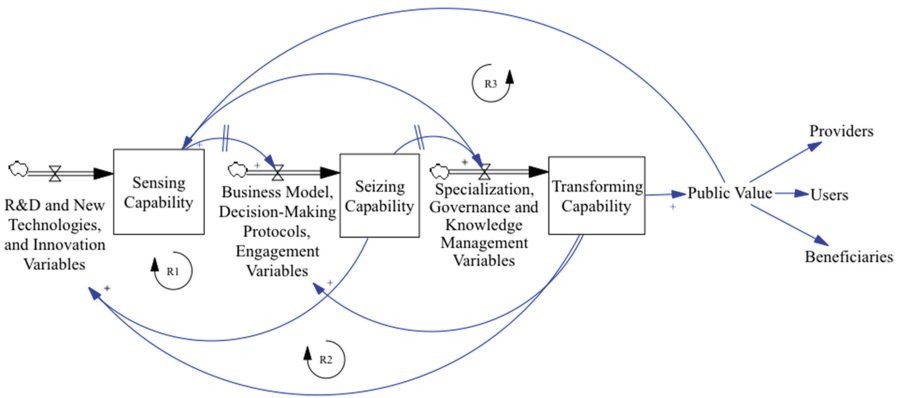 R3
Providers
Sensing
Capability
Seizing
Capability
Transforming
Capability
Public Value
Users
Beneficiaries
R&D and New
Technologies,
and Innovation
Variables
Business Model,
Decision-Making
Protocols,
Engagement
Variables
Specialization,
Governance and
Knowledge
Management
Variables
R1
R2